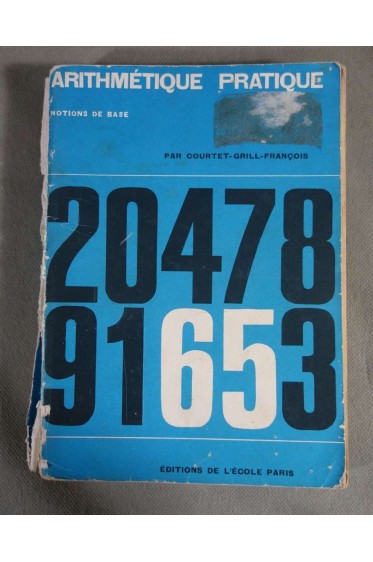 ARITHMÉTIQUE PRATIQUE
NOTIONS DE BASE
PAR COURTET-GRILL-FRANÇOIS
20478
91653
ÉDITIONS DE L'ÉCOLE PARIS